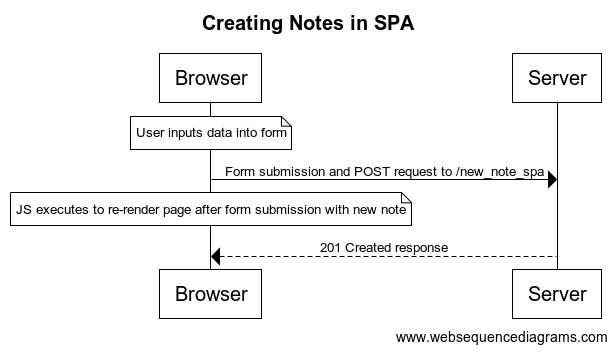 Creating Notes in SPA
Browser
Server
User inputs data into form
Form submission and POST request to /new_note_spa
JS executes to re-render page after form submission with new note
201 Created response
Browser
Server
www.websequencediagrams.com